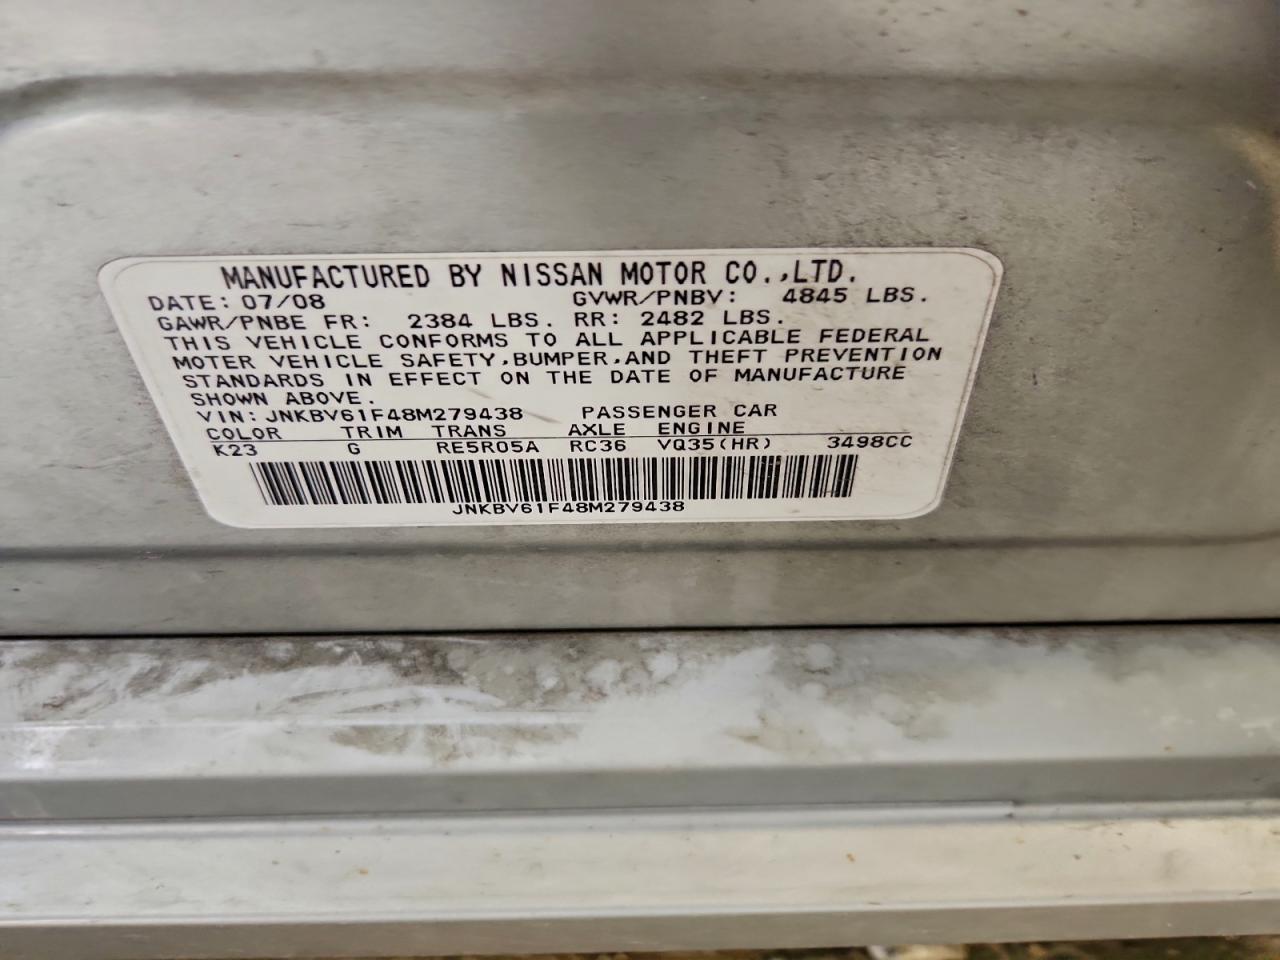 MANUFACTURED BY NISSAN MOTOR CO.,LTD.
DATE: 07/08 GVWR/PNBV: 4845 LBS.
GAWR/PNBE FR: 2384 LBS. RR: 2482 LBS.
THIS VEHICLE CONFORMS TO ALL APPLICABLE FEDERAL
MOTER VEHICLE SAFETY,BUMPER,AND THEFT PREVENTION
STANDARDS IN EFFECT ON THE DATE OF MANUFACTURE
SHOWN ABOVE.
VIN: JNKBV61F48M279438 PASSENGER CAR
COLOR TRIM TRANS AXLE ENGINE
K23 G RE5R05A RC36 VQ35(HR) 3498CC
JNKBV61F48M279438